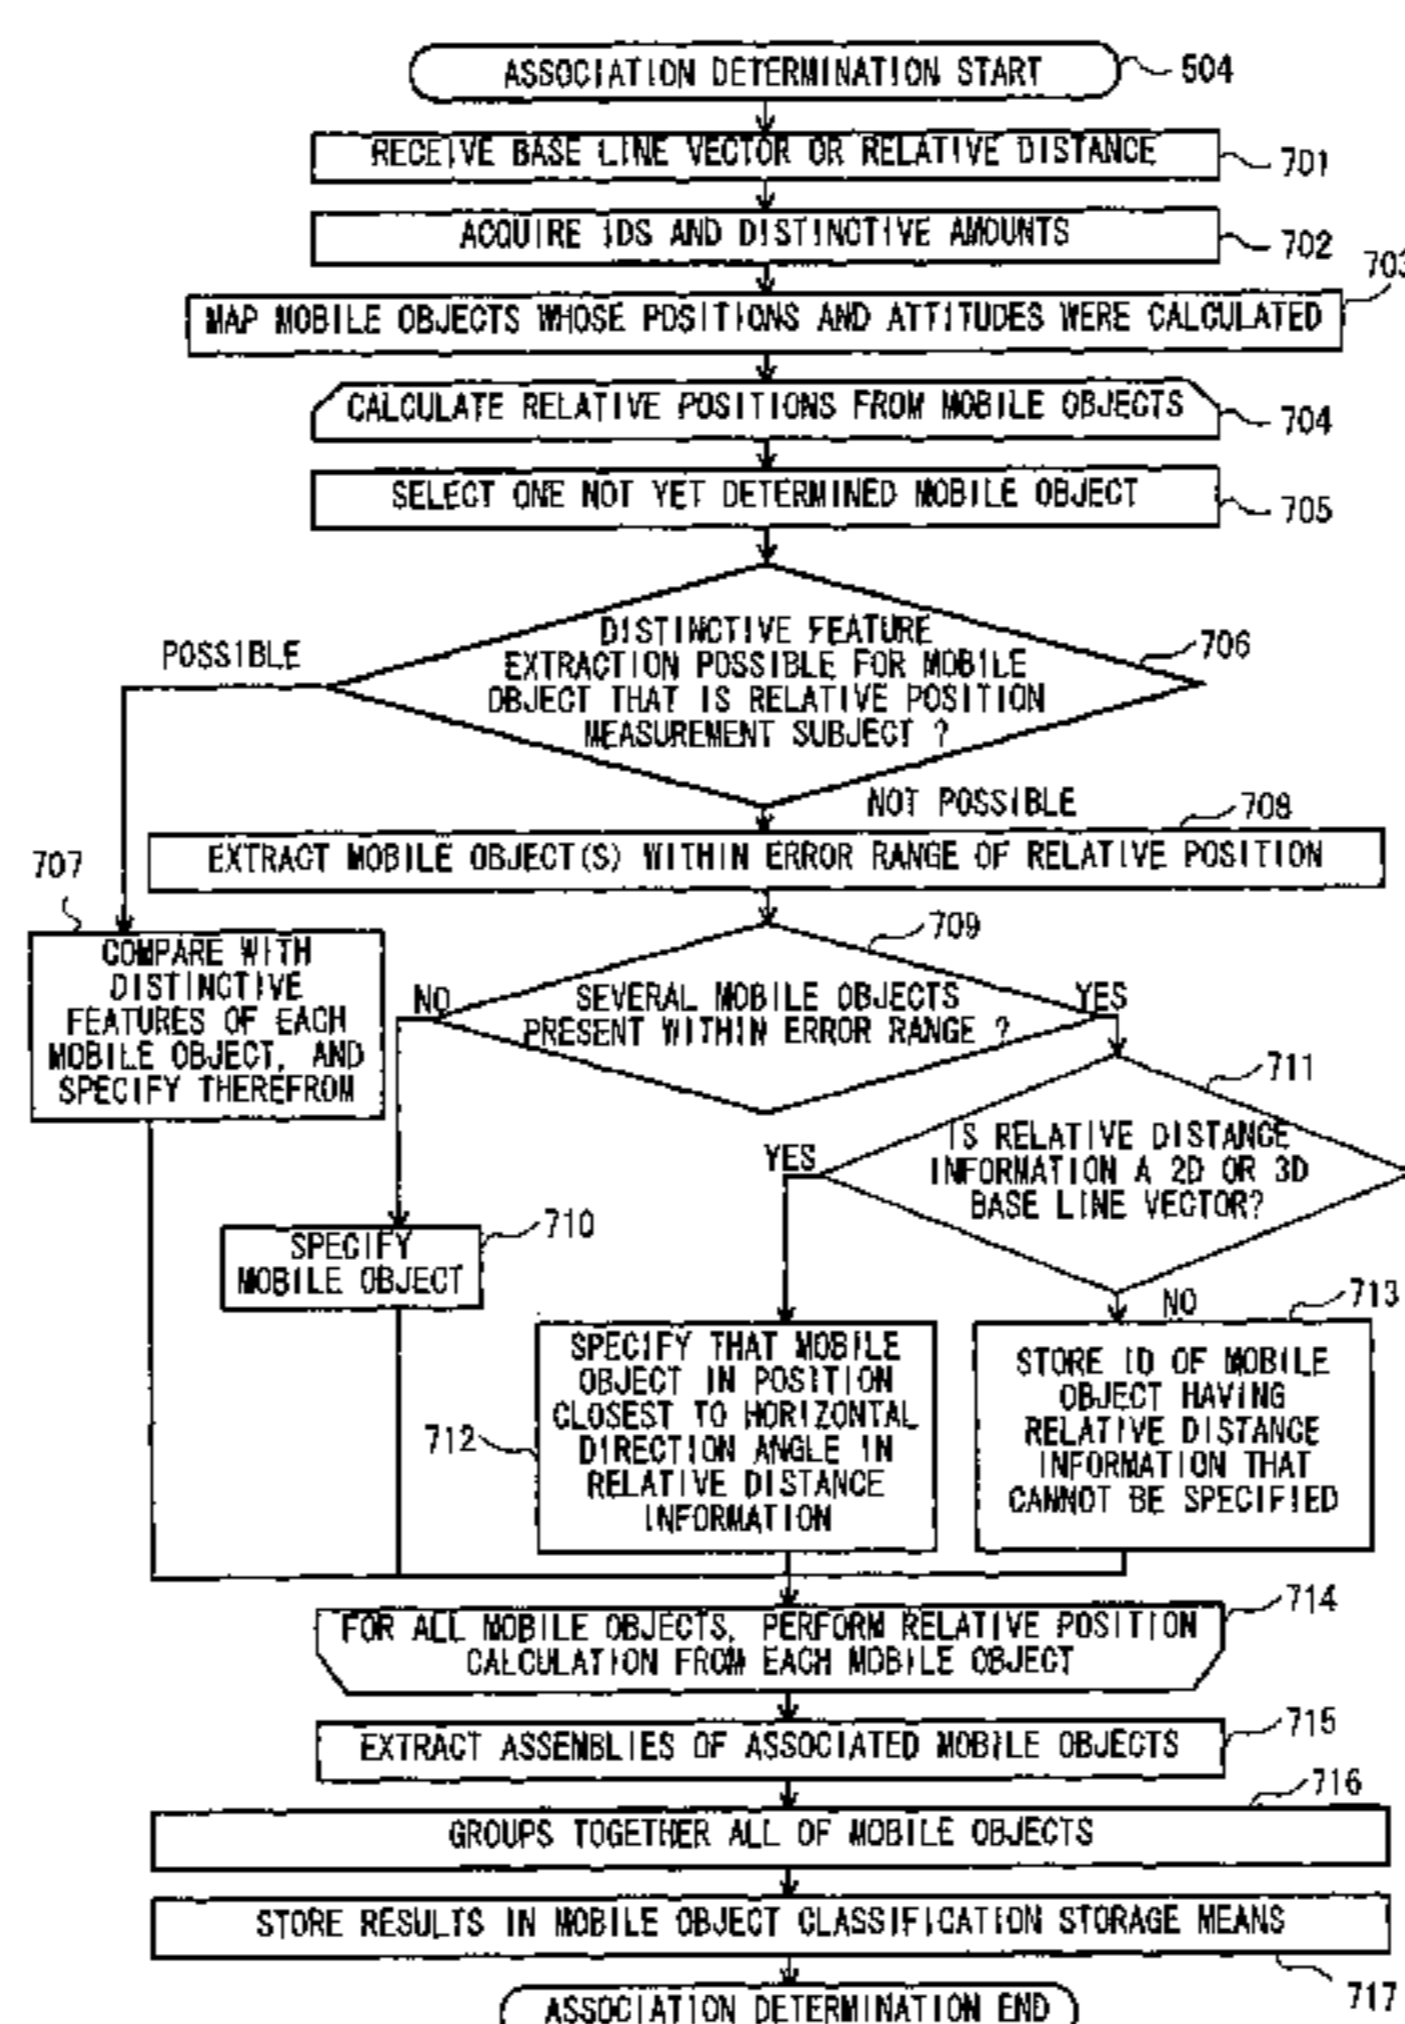 ASSOCIATION DETERMINATION START
504
RECEIVE BASE LINE VECTOR OR RELATIVE DISTANCE
701
ACQUIRE IDS AND DISTINCTIVE AMOUNTS
702
703
MAP MOBILE OBJECTS WHOSE POSITIONS AND ATTITUDES WERE CALCULATED
CALCULATE RELATIVE POSITIONS FROM MOBILE OBJECTS
704
SELECT ONE NOT YET DETERMINED MOBILE OBJECT
705
DISTINCTIVE FEATURE
EXTRACTION POSSIBLE FOR MOBILE
OBJECT THAT IS RELATIVE POSITION
MEASUREMENT SUBJECT ?
706
POSSIBLE
NOT POSSIBLE
708
EXTRACT MOBILE OBJECT(S) WITHIN ERROR RANGE OF RELATIVE POSITION
707
COMPARE WITH
DISTINCTIVE
FEATURES OF EACH
MOBILE OBJECT, AND
SPECIFY THEREFROM
709
NO
SEVERAL MOBILE OBJECTS
PRESENT WITHIN ERROR RANGE ?
YES
711
YES
IS RELATIVE DISTANCE
INFORMATION A 2D OR 3D
BASE LINE VECTOR?
710
SPECIFY
MOBILE OBJECT
NO
713
712
SPECIFY THAT MOBILE
OBJECT IN POSITION
CLOSEST TO HORIZONTAL
DIRECTION ANGLE IN
RELATIVE DISTANCE
INFORMATION
STORE ID OF MOBILE
OBJECT HAVING
RELATIVE DISTANCE
INFORMATION THAT
CANNOT BE SPECIFIED
714
FOR ALL MOBILE OBJECTS, PERFORM RELATIVE POSITION
CALCULATION FROM EACH MOBILE OBJECT
715
EXTRACT ASSEMBLIES OF ASSOCIATED MOBILE OBJECTS
716
GROUPS TOGETHER ALL OF MOBILE OBJECTS
STORE RESULTS IN MOBILE OBJECT CLASSIFICATION STORAGE MEANS
717
ASSOCIATION DETERMINATION END